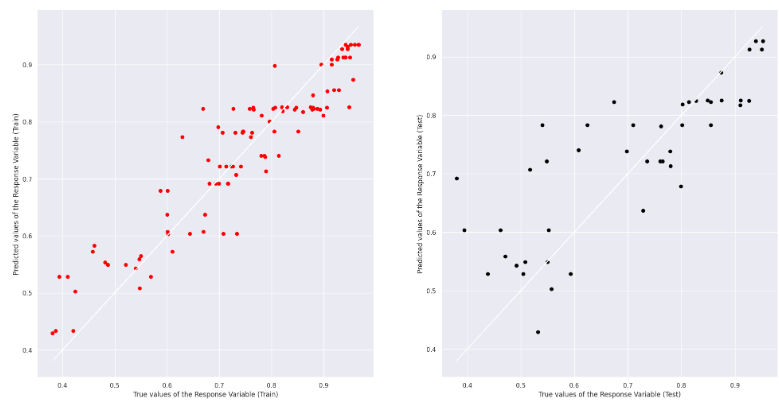 0.9
0.8
0.7
0.6
0.5
0.4
Predicted values of the Response Variable (Train)
0.4 0.5 0.6 0.7 0.8 0.9
True values of the Response Variable (Train)
0.9
0.8
0.7
0.6
0.5
0.4
Predicted values of the Response Variable (Test)
0.4 0.5 0.6 0.7 0.8 0.9
True values of the Response Variable (Test)